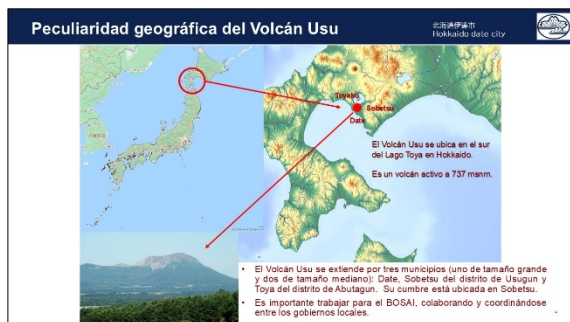 Peculiaridad geográfica del Volcán Usu
北海道伊達市
Hokkaido date city
Toyako
Sobetsu
Date
El Volcán Usu se ubica en el sur
del Lago Toya en Hokkaido.
Es un volcán activo a 737 msnm.
• El Volcán Usu se extiende por tres municipios (uno de tamaño grande
y dos de tamaño mediano): Date, Sobetsu del distrito de Usugun y
Toya del distrito de Abutagun. Su cumbre está ubicada en Sobetsu.
• Es importante trabajar para el BOSAI, colaborando y coordinándose
entre los gobiernos locales.